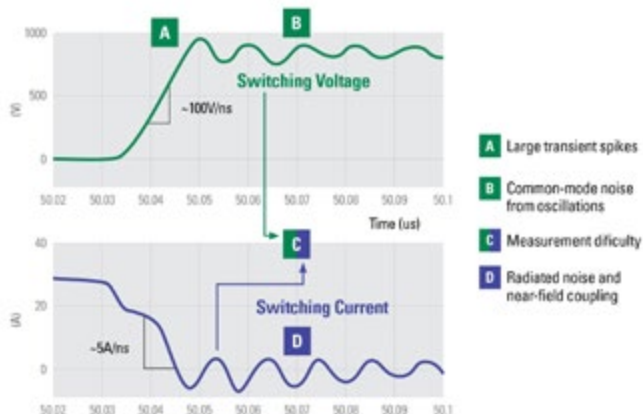 A
B
1000
Switching Voltage
500
~100V/ns
(V)
0
50.02 50.03 50.04 50.05 50.06 50.07 50.08 50.09 50.1
Time (us)
40
C
20
Switching Current
(A)
D
~5A/ns
0
50.02 50.03 50.04 50.05 50.06 50.07 50.08 50.09 50.1
A Large transient spikes
B Common-mode noise
from oscillations
C Measurement dificulty
D Radiated noise and
near-field coupling